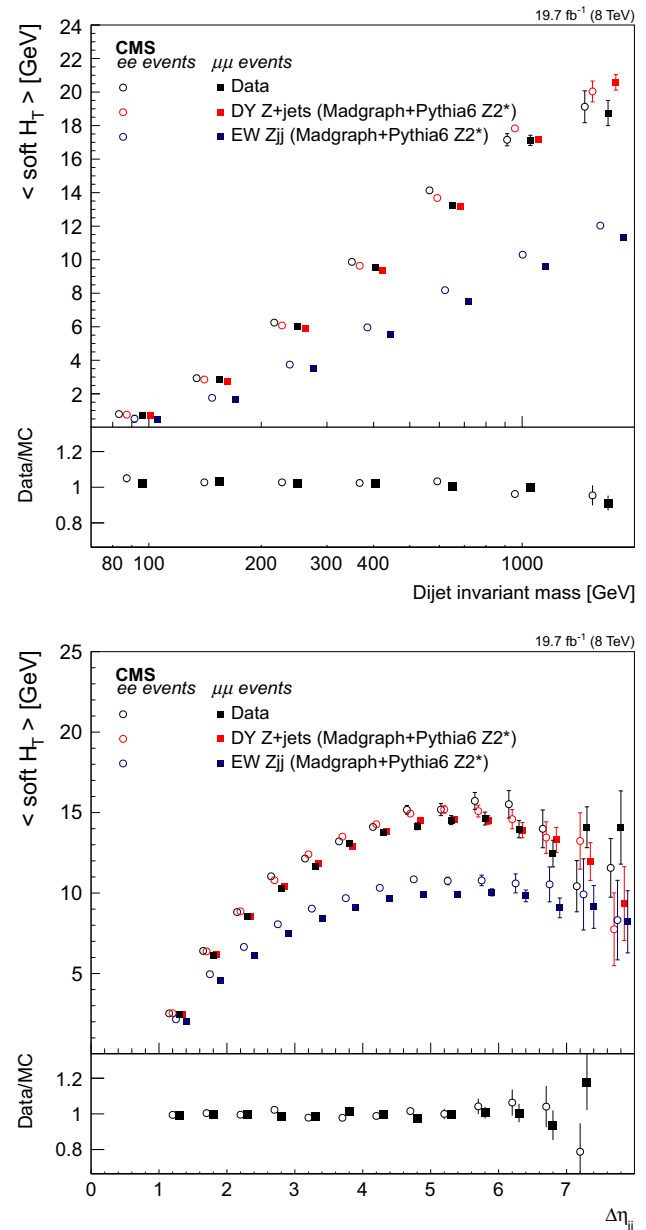 19.7 fb⁻¹ (8 TeV)
CMS
ee events μμ events
Data
DY Z+jets (Madgraph+Pythia6 Z2*)
EW Zjj (Madgraph+Pythia6 Z2*)
< soft H_T > [GeV]
24
22
20
18
16
14
12
10
8
6
4
2
Data/MC
1.2
1
0.8
80 100 200 300 400 1000
Dijet invariant mass [GeV]
19.7 fb⁻¹ (8 TeV)
CMS
ee events μμ events
Data
DY Z+jets (Madgraph+Pythia6 Z2*)
EW Zjj (Madgraph+Pythia6 Z2*)
< soft H_T > [GeV]
25
20
15
10
5
Data/MC
1.2
1
0.8
0 1 2 3 4 5 6 7
Δη_jj